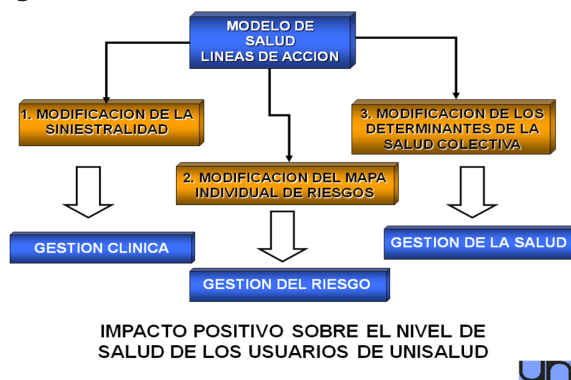 MODELO DE
SALUD
LINEAS DE ACCION
1. MODIFICACION DE LA
SINIESTRALIDAD
3. MODIFICACION DE LOS
DETERMINANTES DE LA
SALUD COLECTIVA
2. MODIFICACION DEL MAPA
INDIVIDUAL DE RIESGOS
GESTION CLINICA
GESTION DE LA SALUD
GESTION DEL RIESGO
IMPACTO POSITIVO SOBRE EL NIVEL DE
SALUD DE LOS USUARIOS DE UNISALUD
un